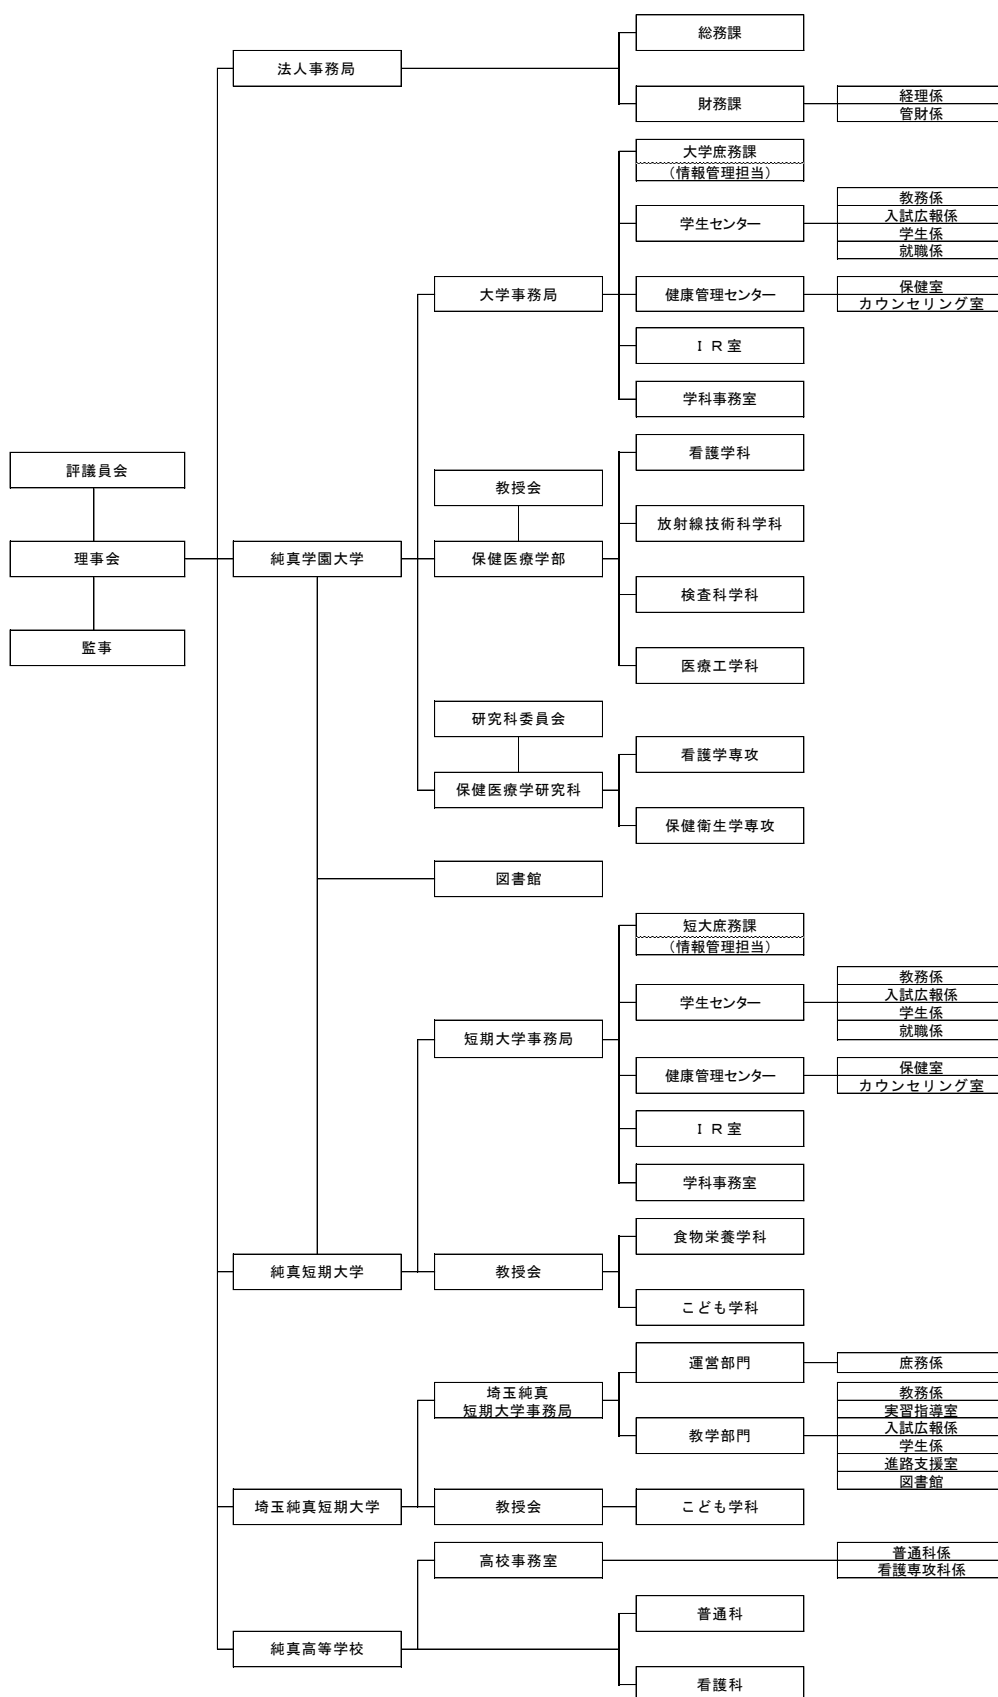 総務課
法人事務局
財務課
経理係
管財係
大学庶務課
（情報管理担当）
学生センター
教務係
入試広報係
学生係
就職係
大学事務局
健康管理センター
保健室
カウンセリング室
ＩＲ室
学科事務室
評議員会
看護学科
教授会
放射線技術科学科
理事会
純真学園大学
保健医療学部
検査科学科
監事
医療工学科
研究科委員会
看護学専攻
保健医療学研究科
保健衛生学専攻
図書館
短大庶務課
（情報管理担当）
学生センター
教務係
入試広報係
学生係
就職係
短期大学事務局
健康管理センター
保健室
カウンセリング室
ＩＲ室
学科事務室
食物栄養学科
純真短期大学
教授会
こども学科
運営部門
庶務係
埼玉純真
短期大学事務局
教学部門
教務係
実習指導室
入試広報係
学生係
進路支援室
図書館
埼玉純真短期大学
教授会
こども学科
高校事務室
普通科係
看護専攻科係
普通科
純真高等学校
看護科